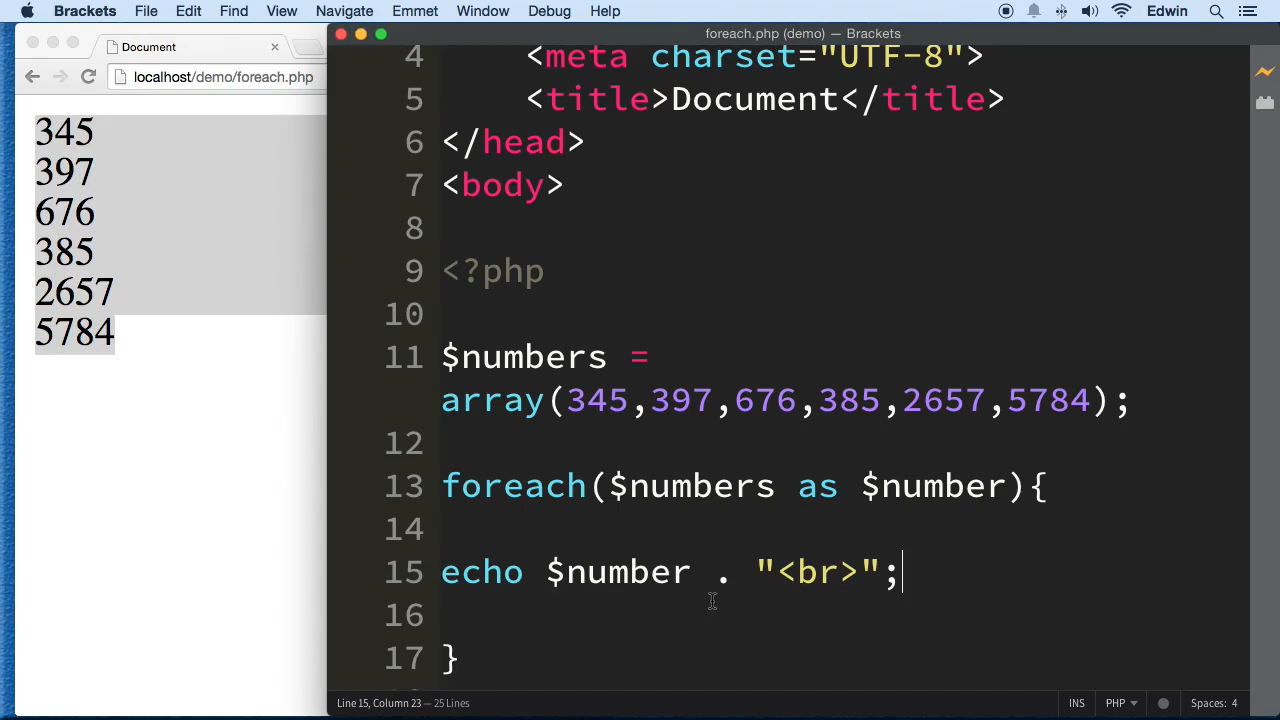 Brackets File Edit Find View Navigate Emmet Window Debug Help Edwin
Document
localhost/demo/foreach.php
345
397
676
385
2657
5784
foreach.php (demo) — Brackets
4 <meta charset="UTF-8">
5 <title>Document</title>
6 </head>
7 <body>
8
9 <?php
10
11 $numbers =
array(345,397,676,385,2657,5784);
12
13 foreach($numbers as $number){
14
15 echo $number . "<br>";
16
17 }
Line 15, Column 23 — 25 Lines INS PHP Spaces: 4